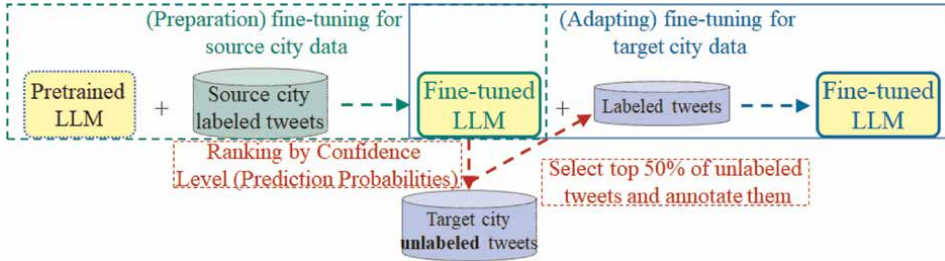 (Preparation) fine-tuning for
source city data
(Adapting) fine-tuning for
target city data
Pretrained
LLM
+
Source city
labeled tweets
Fine-tuned
LLM
+
Labeled tweets
Fine-tuned
LLM
Ranking by Confidence
Level (Prediction Probabilities)
Select top 50% of unlabeled
tweets and annotate them
Target city
unlabeled tweets